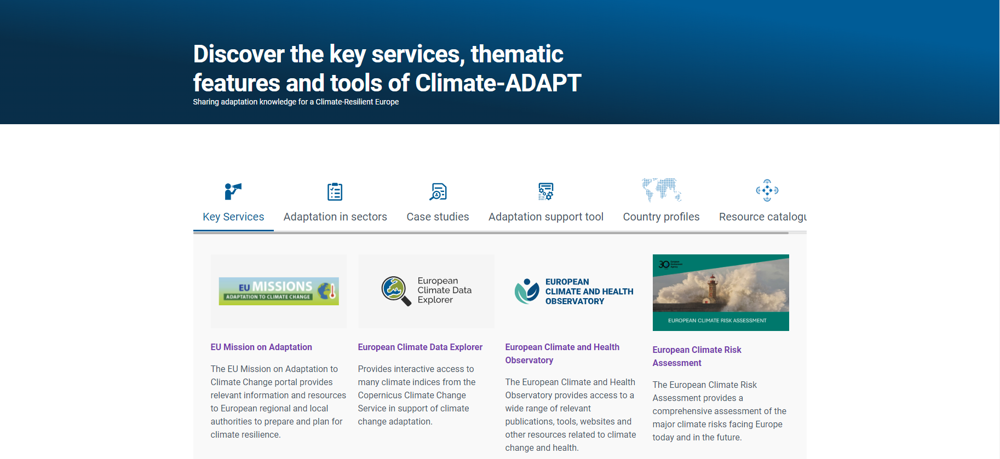 Discover the key services, thematic
features and tools of Climate-ADAPT
Sharing adaptation knowledge for a Climate-Resilient Europe
Key Services
Adaptation in sectors
Case studies
Adaptation support tool
Country profiles
Resource catalogu
EU MISSIONS
ADAPTATION TO CLIMATE CHANGE
European
Climate Data
Explorer
EUROPEAN
CLIMATE AND HEALTH
OBSERVATORY
30
European
Environment
Agency
EUROPEAN CLIMATE RISK ASSESSMENT
EU Mission on Adaptation
The EU Mission on Adaptation to
Climate Change portal provides
relevant information and resources
to European regional and local
authorities to prepare and plan for
climate resilience.
European Climate Data Explorer
Provides interactive access to
many climate indices from the
Copernicus Climate Change
Service in support of climate
change adaptation.
European Climate and Health
Observatory
The European Climate and Health
Observatory provides access to a
wide range of relevant
publications, tools, websites and
other resources related to climate
change and health.
European Climate Risk
Assessment
The European Climate Risk
Assessment provides a
comprehensive assessment of the
major climate risks facing Europe
today and in the future.